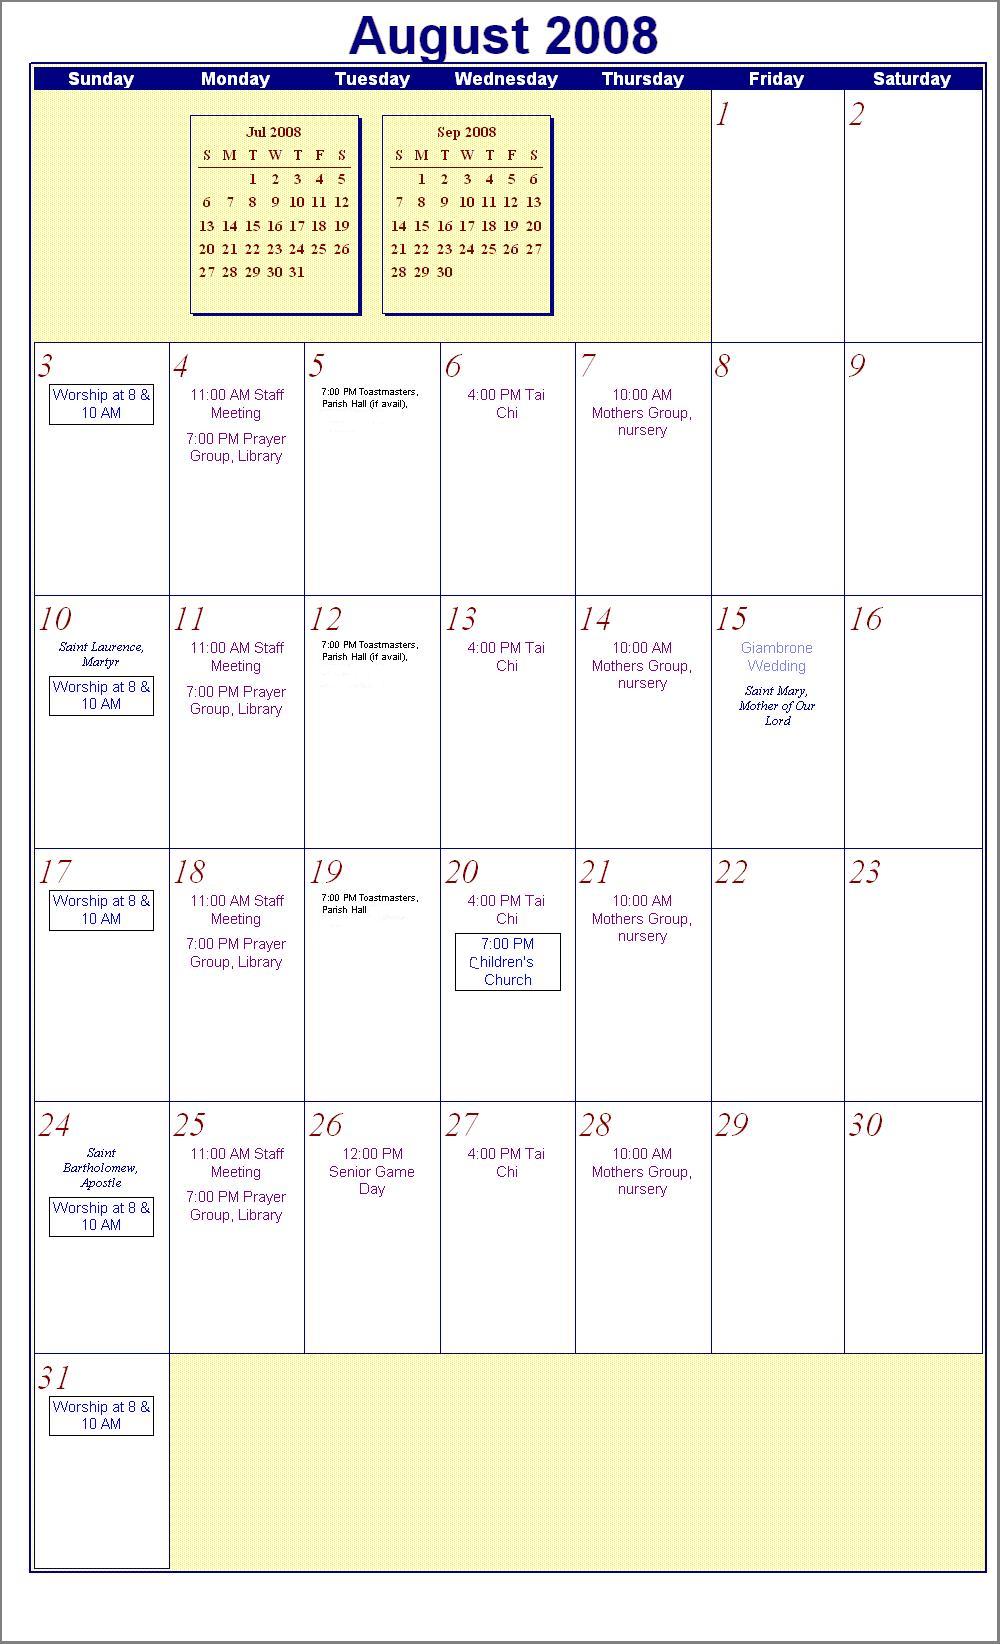 August 2008
Sunday Monday Tuesday Wednesday Thursday Friday Saturday
Jul 2008
S M T W T F S
1 2 3 4 5
6 7 8 9 10 11 12
13 14 15 16 17 18 19
20 21 22 23 24 25 26
27 28 29 30 31
Sep 2008
S M T W T F S
1 2 3 4 5 6
7 8 9 10 11 12 13
14 15 16 17 18 19 20
21 22 23 24 25 26 27
28 29 30
1
2
3
Worship at 8 &
10 AM
4
11:00 AM Staff
Meeting
7:00 PM Prayer
Group, Library
5
7:00 PM Toastmasters,
Parish Hall (if avail),
6
4:00 PM Tai
Chi
7
10:00 AM
Mothers Group,
nursery
8
9
10
Saint Laurence,
Martyr
Worship at 8 &
10 AM
11
11:00 AM Staff
Meeting
7:00 PM Prayer
Group, Library
12
7:00 PM Toastmasters,
Parish Hall (if avail),
13
4:00 PM Tai
Chi
14
10:00 AM
Mothers Group,
nursery
15
Giambrone
Wedding
Saint Mary,
Mother of Our
Lord
16
17
Worship at 8 &
10 AM
18
11:00 AM Staff
Meeting
7:00 PM Prayer
Group, Library
19
7:00 PM Toastmasters,
Parish Hall
20
4:00 PM Tai
Chi
7:00 PM
Children's
Church
21
10:00 AM
Mothers Group,
nursery
22
23
24
Saint
Bartholomew,
Apostle
Worship at 8 &
10 AM
25
11:00 AM Staff
Meeting
7:00 PM Prayer
Group, Library
26
12:00 PM
Senior Game
Day
27
4:00 PM Tai
Chi
28
10:00 AM
Mothers Group,
nursery
29
30
31
Worship at 8 &
10 AM